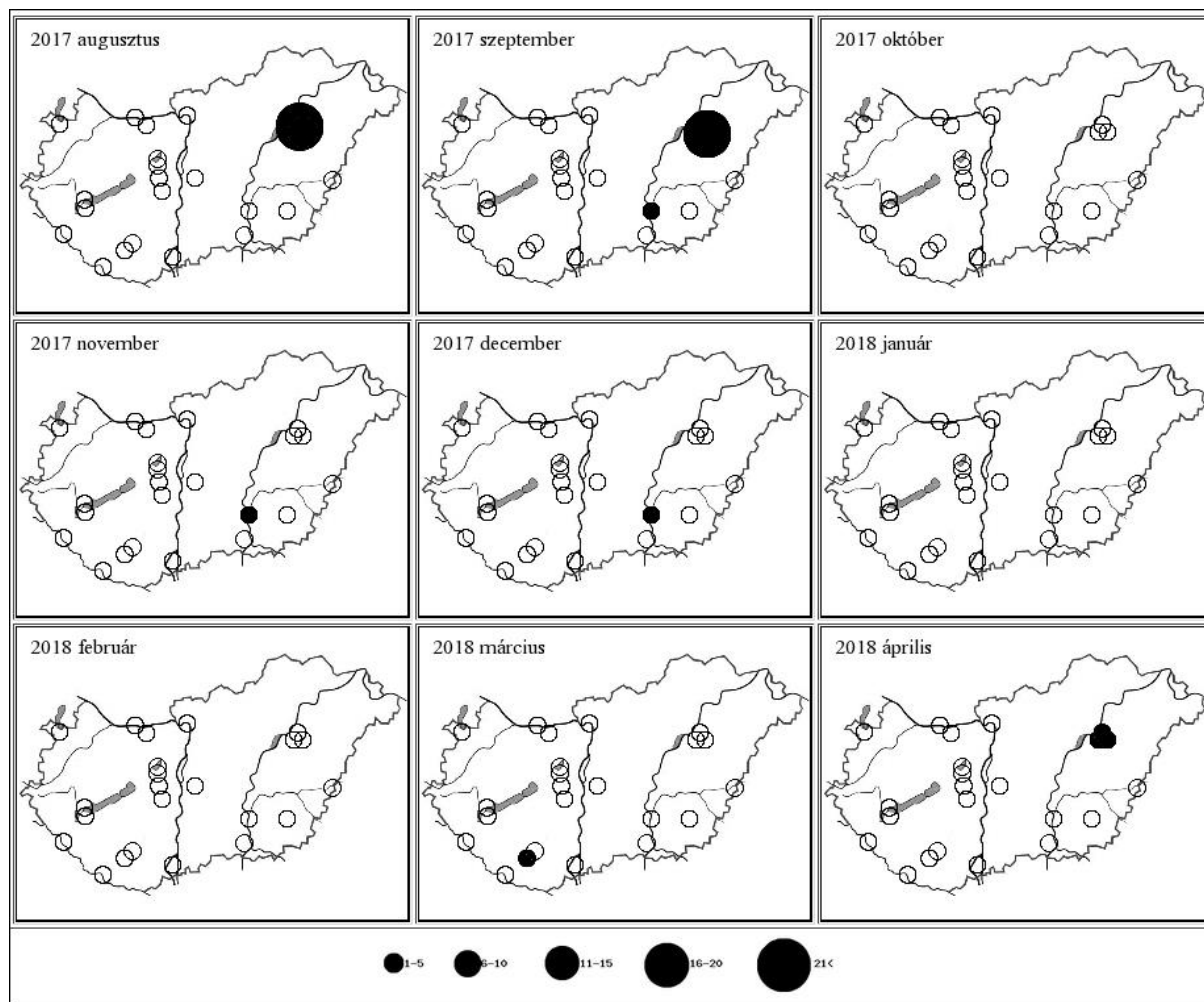 2017 augusztus
2017 szeptember
2017 október
2017 november
2017 december
2018 január
2018 február
2018 március
2018 április
1-5
6-10
11-15
16-20
21<